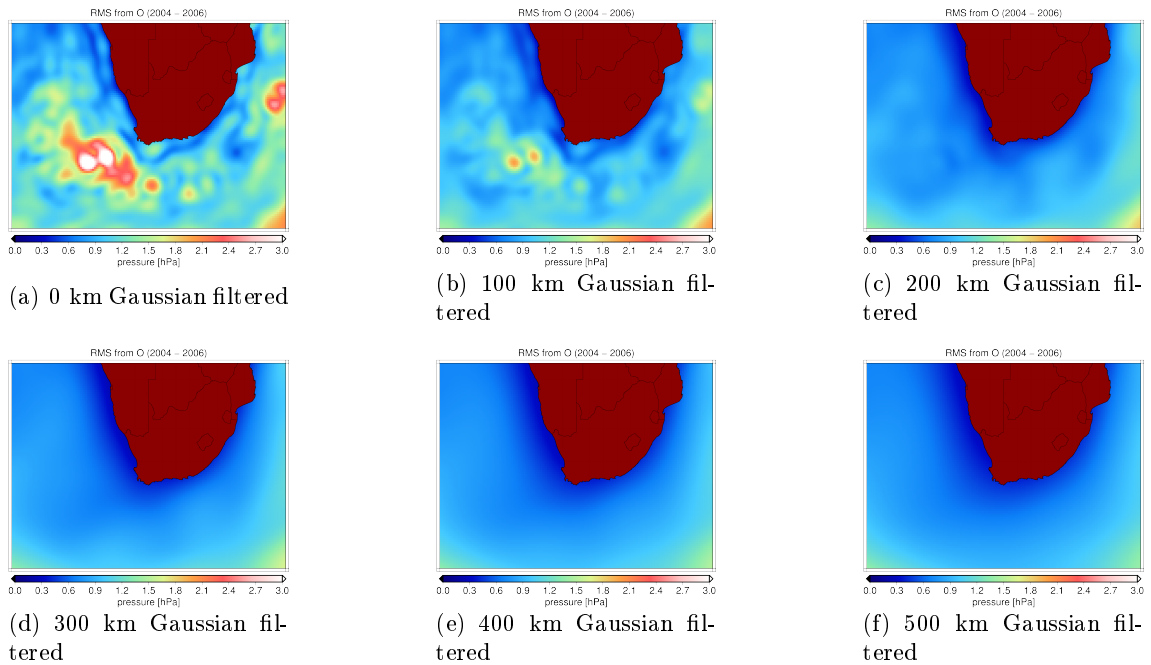 RMS from O (2004 – 2006)
0.0 0.3 0.6 0.9 1.2 1.5 1.8 2.1 2.4 2.7 3.0
pressure [hPa]
(a) 0 km Gaussian filtered
RMS from O (2004 – 2006)
0.0 0.3 0.6 0.9 1.2 1.5 1.8 2.1 2.4 2.7 3.0
pressure [hPa]
(b) 100 km Gaussian fil-
tered
RMS from O (2004 – 2006)
0.0 0.3 0.6 0.9 1.2 1.5 1.8 2.1 2.4 2.7 3.0
pressure [hPa]
(c) 200 km Gaussian fil-
tered
RMS from O (2004 – 2006)
0.0 0.3 0.6 0.9 1.2 1.5 1.8 2.1 2.4 2.7 3.0
pressure [hPa]
(d) 300 km Gaussian fil-
tered
RMS from O (2004 – 2006)
0.0 0.3 0.6 0.9 1.2 1.5 1.8 2.1 2.4 2.7 3.0
pressure [hPa]
(e) 400 km Gaussian fil-
tered
RMS from O (2004 – 2006)
0.0 0.3 0.6 0.9 1.2 1.5 1.8 2.1 2.4 2.7 3.0
pressure [hPa]
(f) 500 km Gaussian fil-
tered